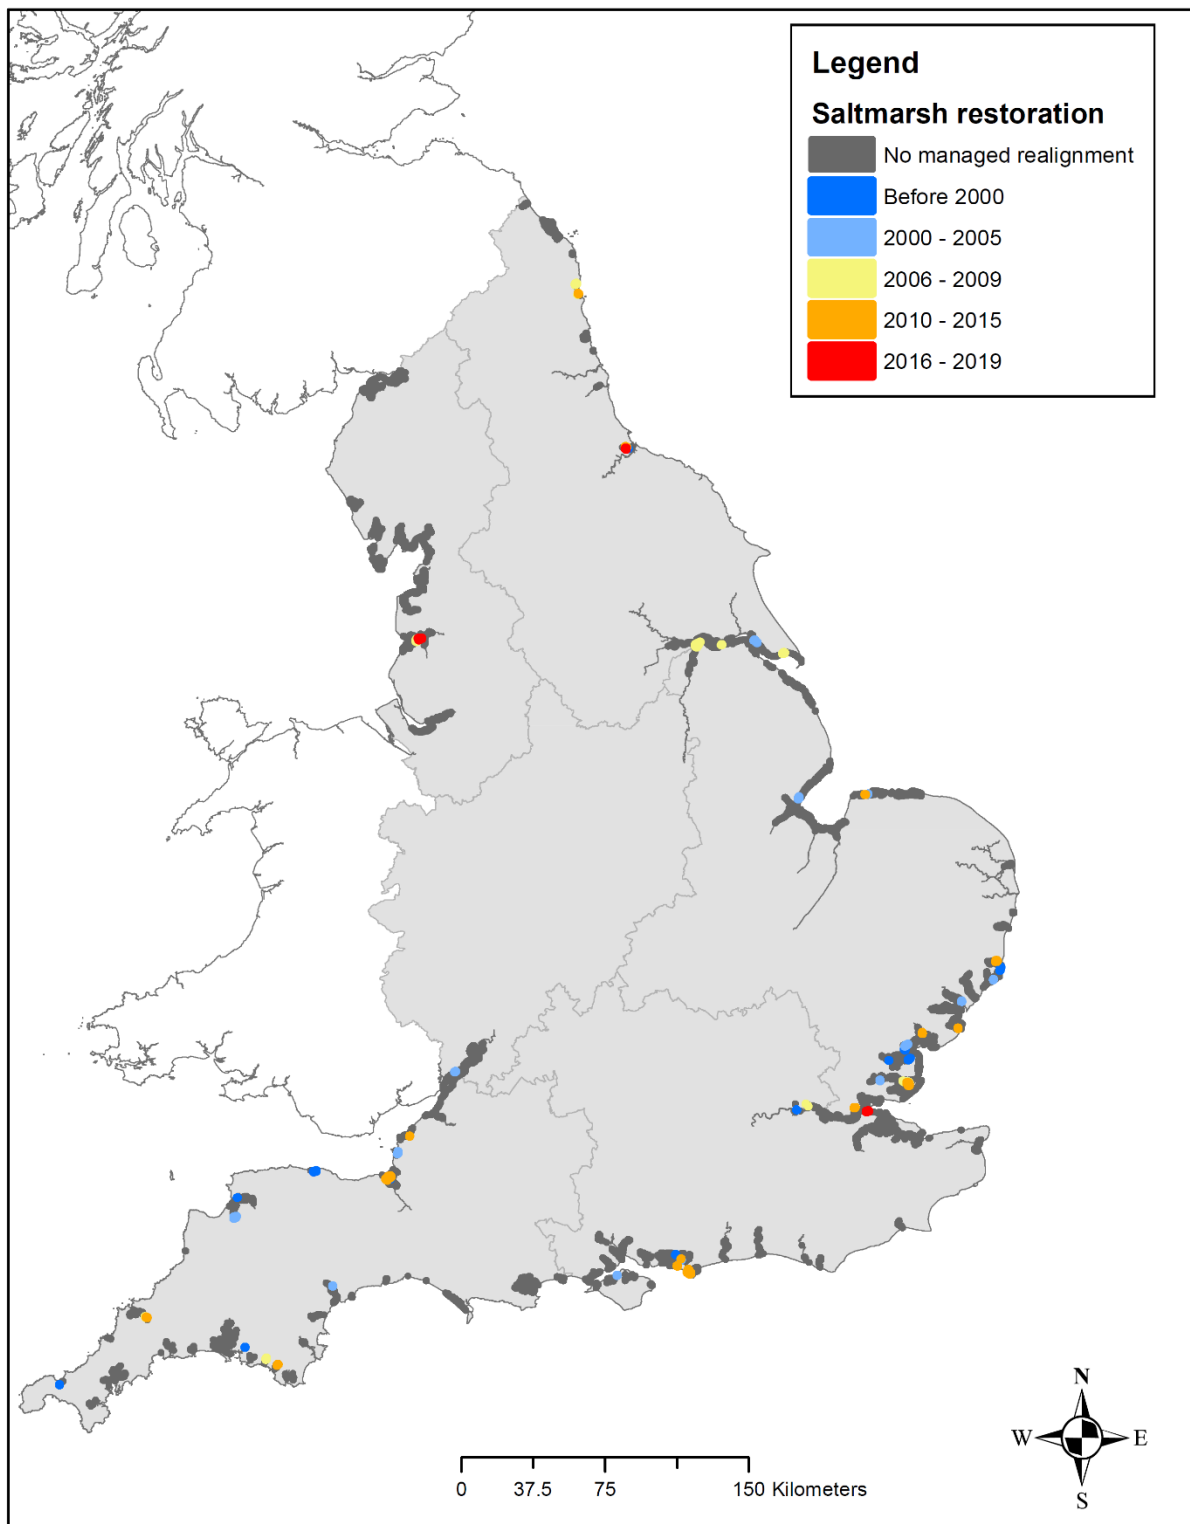 Legend
Saltmarsh restoration
No managed realignment
Before 2000
2000 - 2005
2006 - 2009
2010 - 2015
2016 - 2019
N
W E
S
0 37.5 75 150 Kilometers